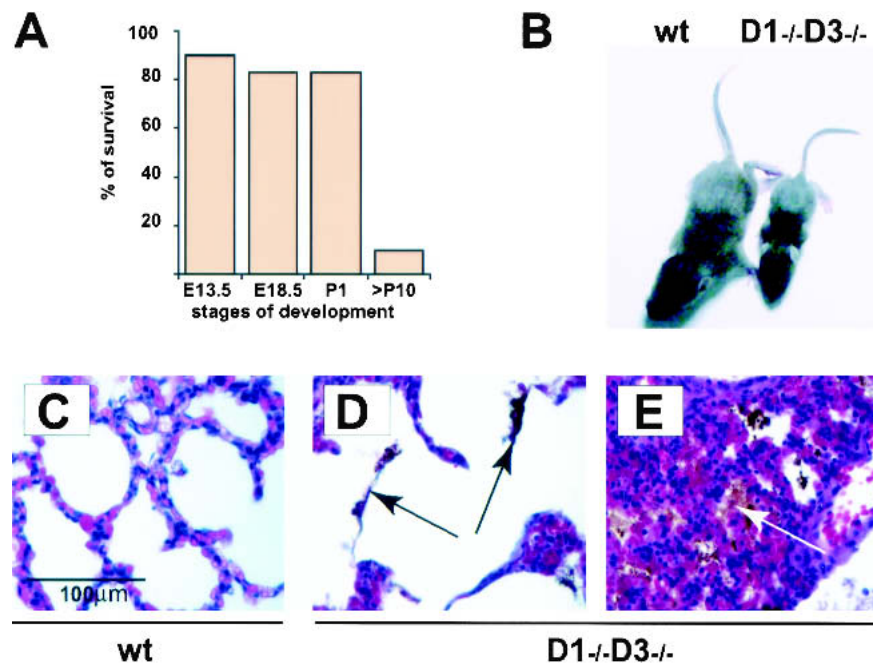 A
100
80
60
40
20
% of survival
E13.5 E18.5 P1 >P10
stages of development
B
wt D1-/-D3-/-
C
100μm
D
E
wt
D1-/-D3-/-